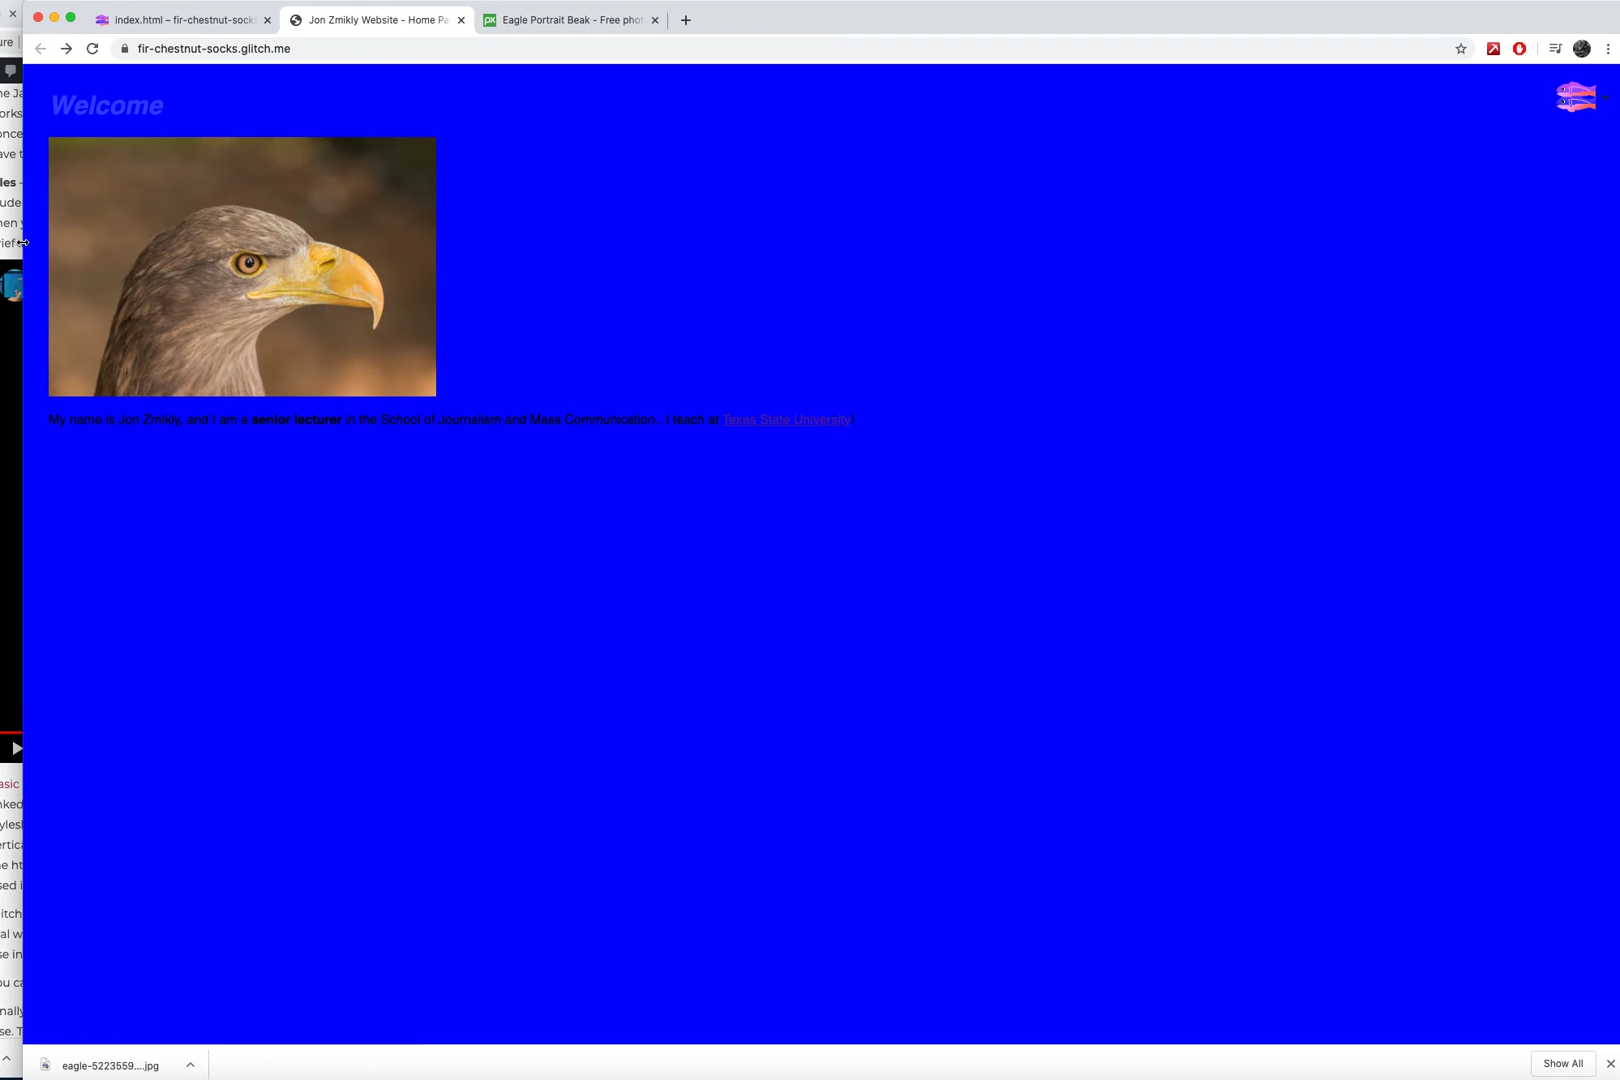 index.html – fir-chestnut-socks
Jon Zmikly Website - Home Pa
Eagle Portrait Beak - Free phot
fir-chestnut-socks.glitch.me
Welcome
My name is Jon Zmikly, and I am a senior lecturer in the School of Journalism and Mass Communication.. I teach at Texas State University!
eagle-5223559....jpg
Show All